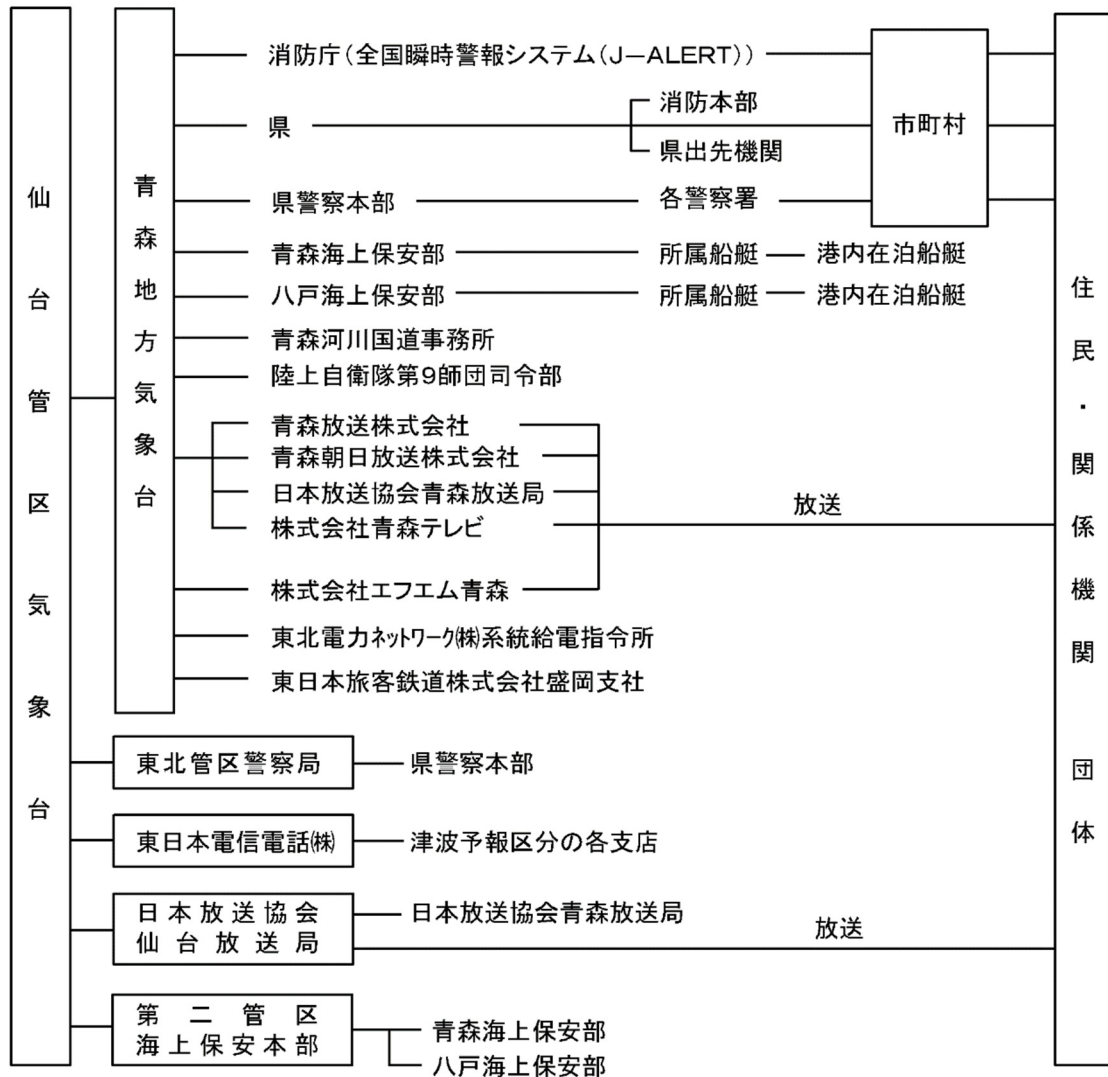 仙台管区気象台
青森地方気象台
消防庁(全国瞬時警報システム(J-ALERT))
県
消防本部
県出先機関
市町村
県警察本部
各警察署
青森海上保安部
所属船艇
港内在泊船艇
八戸海上保安部
所属船艇
港内在泊船艇
青森河川国道事務所
陸上自衛隊第9師団司令部
青森放送株式会社
青森朝日放送株式会社
日本放送協会青森放送局
株式会社青森テレビ
放送
株式会社エフエム青森
東北電力ネットワーク㈱系統給電指令所
東日本旅客鉄道株式会社盛岡支社
東北管区警察局
県警察本部
東日本電信電話㈱
津波予報区分の各支店
日本放送協会
仙台放送局
日本放送協会青森放送局
放送
第二管区
海上保安本部
青森海上保安部
八戸海上保安部
住民・関係機関団体